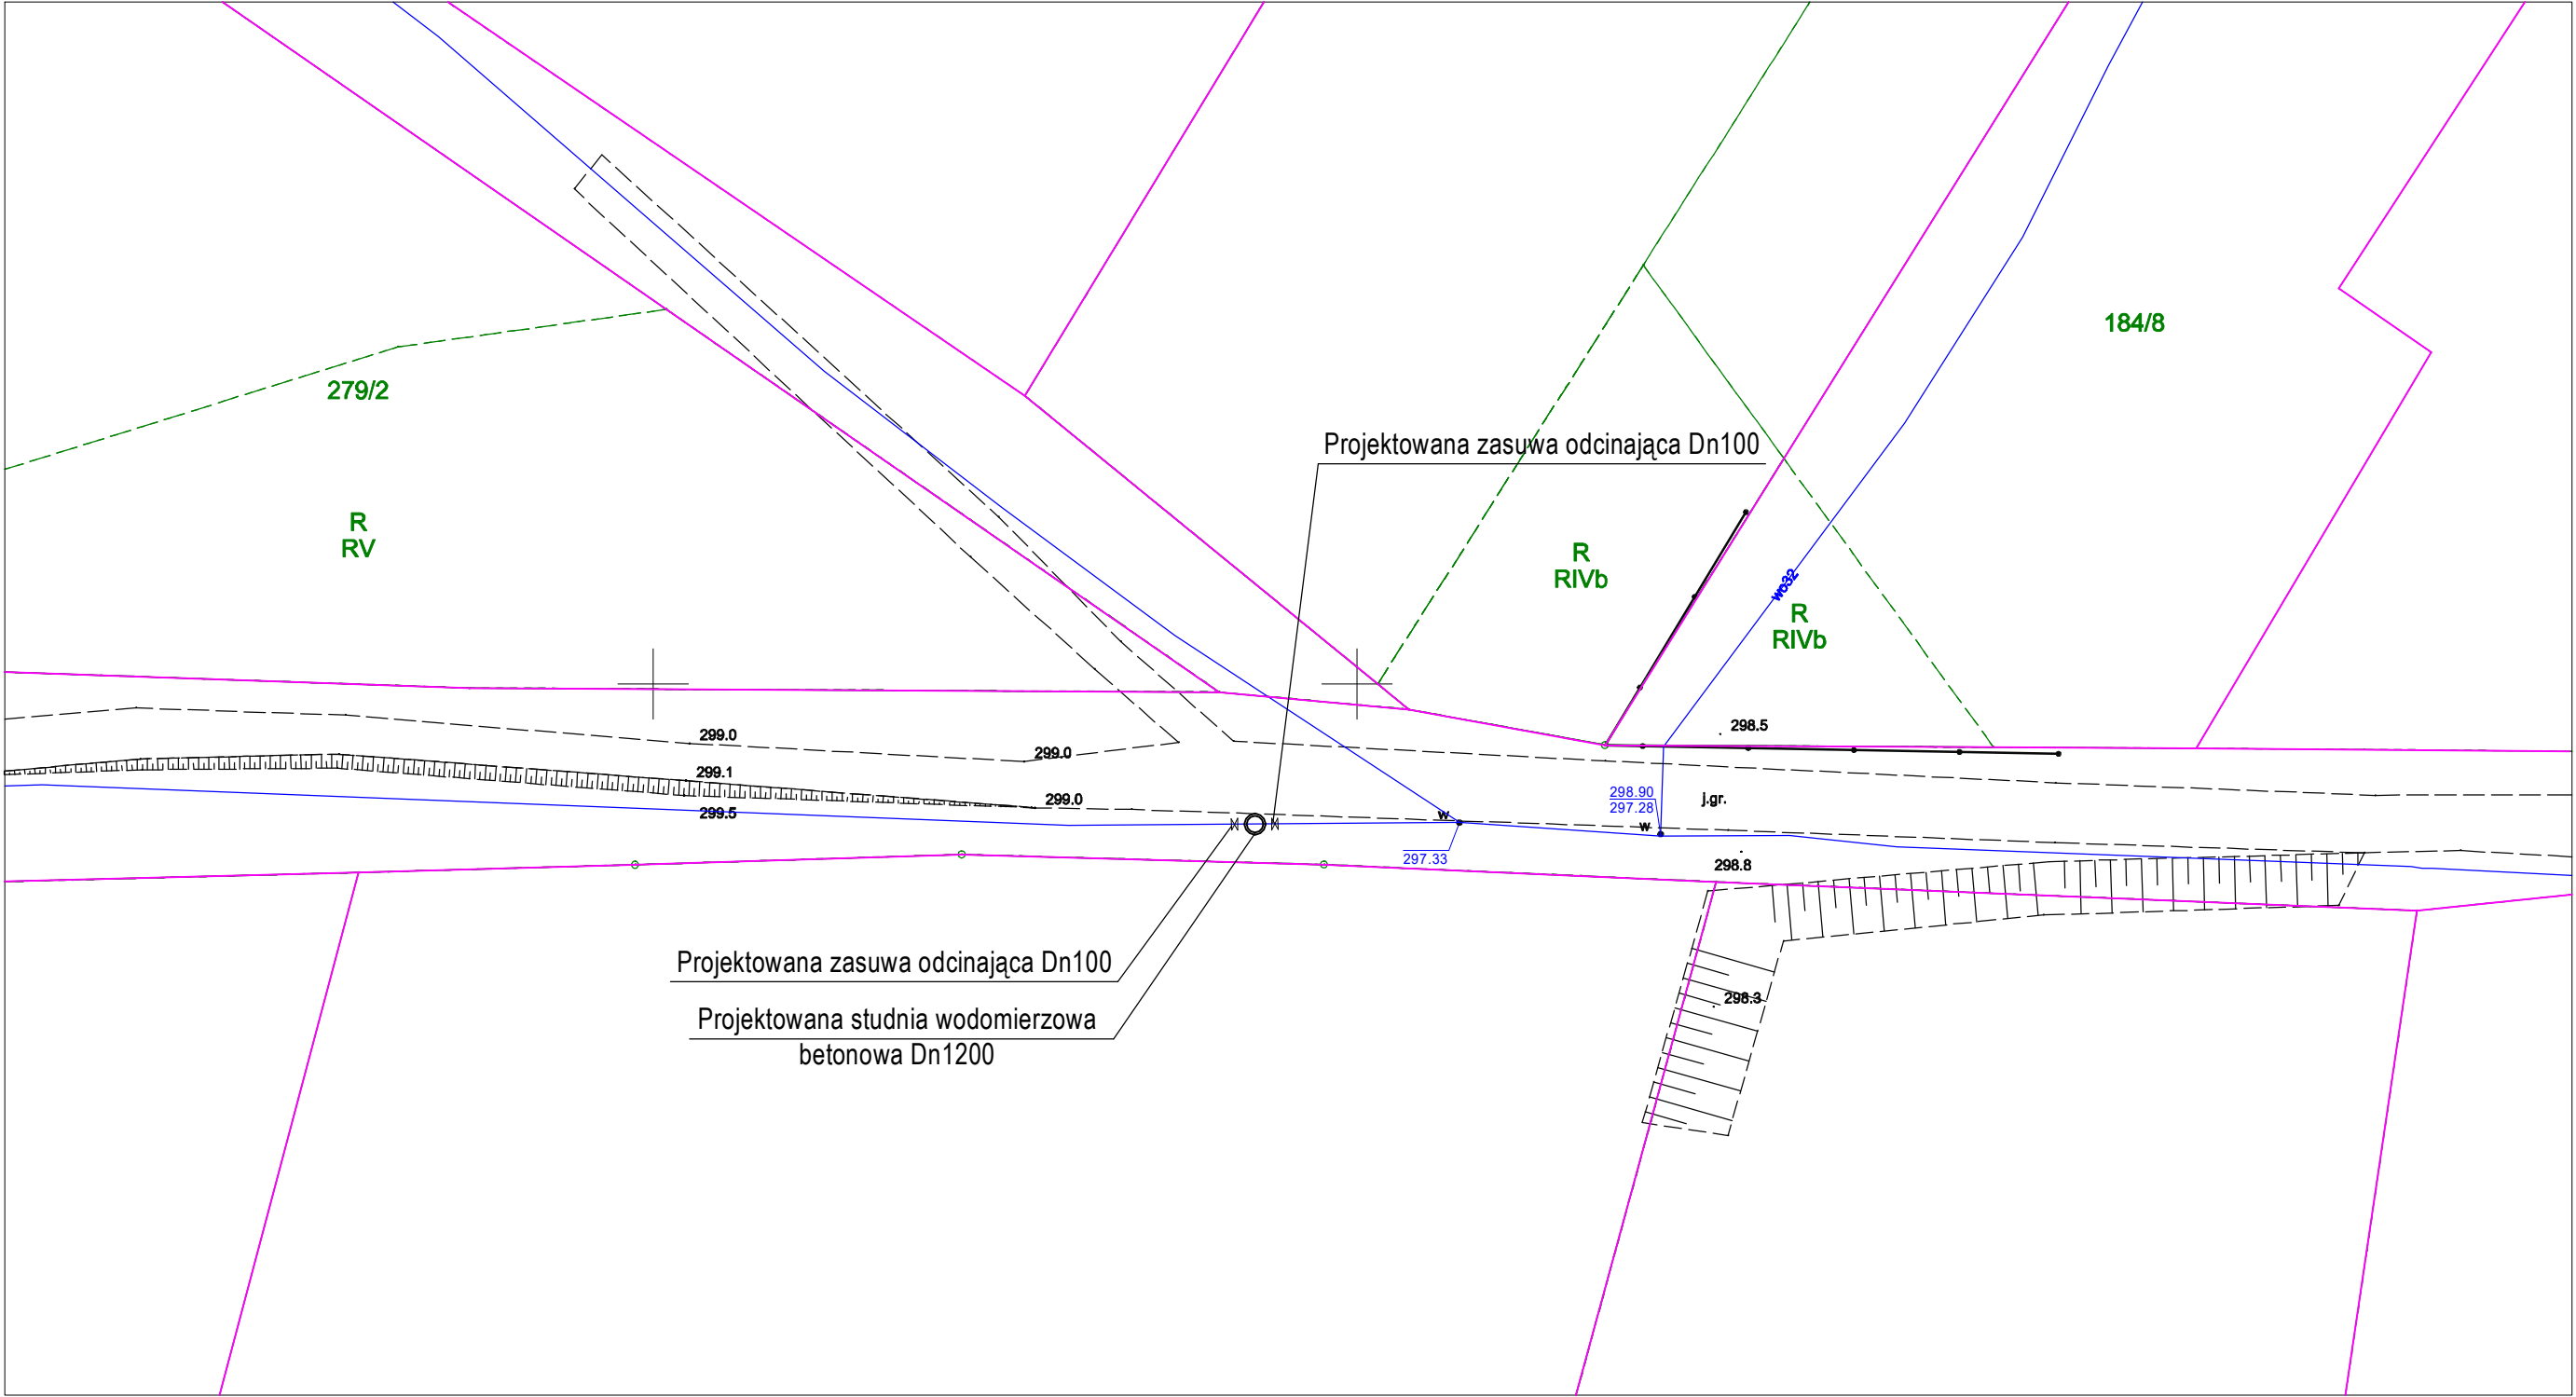 184/8
279/2
Projektowana zasuwa odcinająca Dn100
R
RV
R
RIVb
wo32
R
RIVb
298.5
299.0
299.0
299.1
299.0
299.5
298.90
297.28
j.gr.
w
w
297.33
298.8
Projektowana zasuwa odcinająca Dn100
298.3
Projektowana studnia wodomierzowa
betonowa Dn1200